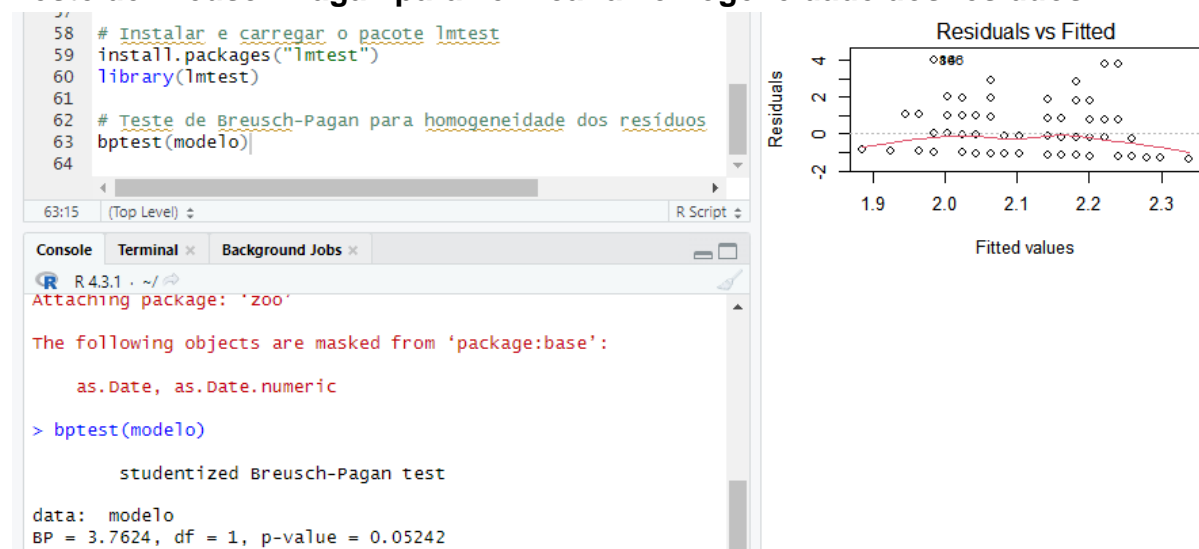 58 # Instalar e carregar o pacote lmtest
59 install.packages("lmtest")
60 library(lmtest)
61
62 # Teste de Breusch-Pagan para homogeneidade dos resíduos
63 bptest(modelo)
64
63:15 (Top Level) R Script
Console Terminal Background Jobs
R 4.3.1 · ~/
Attaching package: 'zoo'
The following objects are masked from ‘package:base’:
as.Date, as.Date.numeric
> bptest(modelo)
studentized Breusch-Pagan test
data: modelo
BP = 3.7624, df = 1, p-value = 0.05242
Residuals vs Fitted
Residuals
4
2
0
-2
1.9 2.0 2.1 2.2 2.3
Fitted values